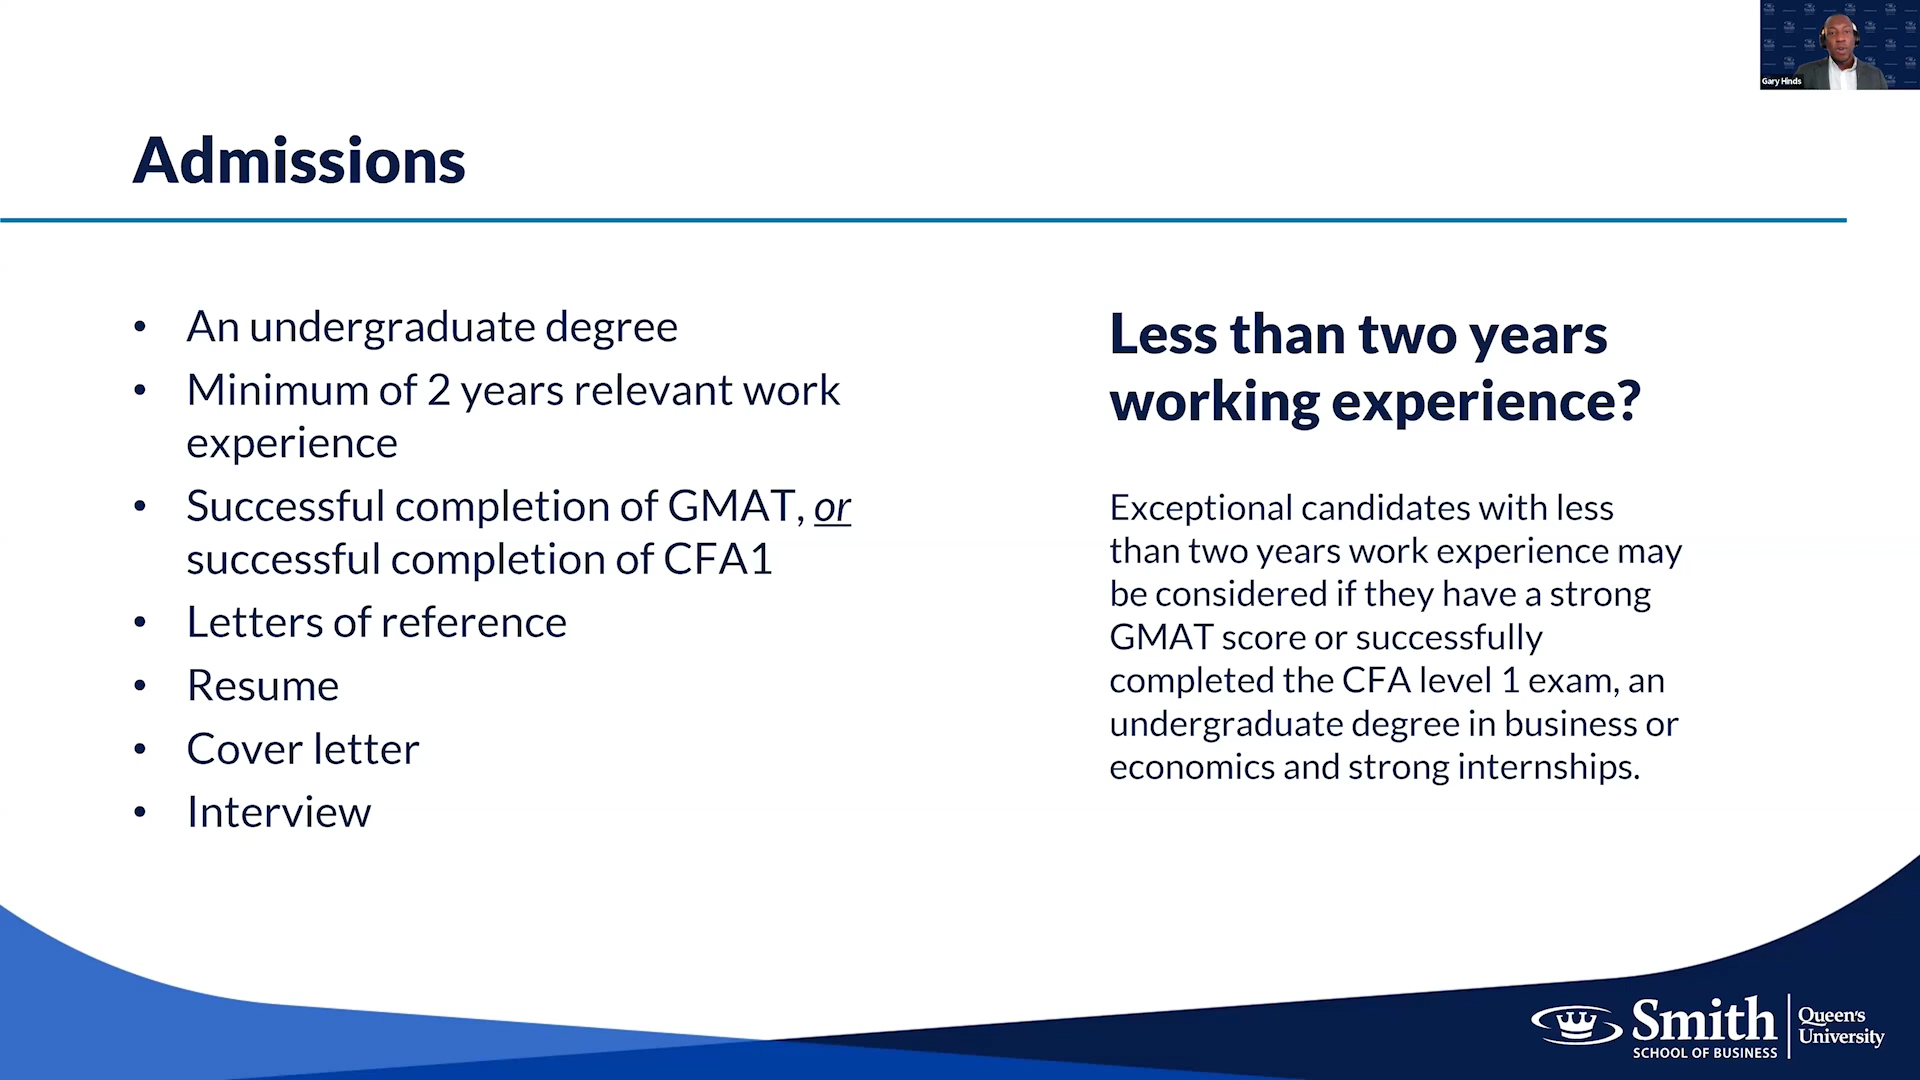 Gary Hinds
Admissions
• An undergraduate degree
• Minimum of 2 years relevant work
experience
• Successful completion of GMAT, or
successful completion of CFA1
• Letters of reference
• Resume
• Cover letter
• Interview
Less than two years
working experience?
Exceptional candidates with less
than two years work experience may
be considered if they have a strong
GMAT score or successfully
completed the CFA level 1 exam, an
undergraduate degree in business or
economics and strong internships.
Smith
SCHOOL OF BUSINESS
Queen's
University